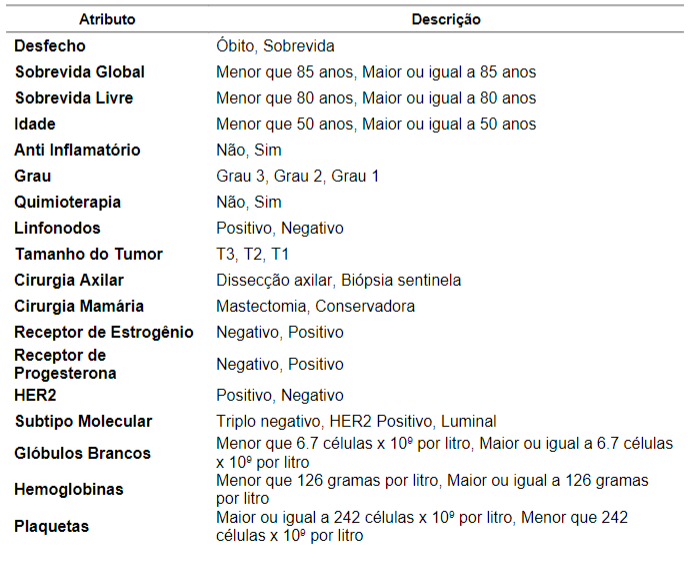 Atributo Descrição
Desfecho Óbito, Sobrevida
Sobrevida Global Menor que 85 anos, Maior ou igual a 85 anos
Sobrevida Livre Menor que 80 anos, Maior ou igual a 80 anos
Idade Menor que 50 anos, Maior ou igual a 50 anos
Anti Inflamatório Não, Sim
Grau Grau 3, Grau 2, Grau 1
Quimioterapia Não, Sim
Linfonodos Positivo, Negativo
Tamanho do Tumor T3, T2, T1
Cirurgia Axilar Dissecção axilar, Biópsia sentinela
Cirurgia Mamária Mastectomia, Conservadora
Receptor de Estrogênio Negativo, Positivo
Receptor de
Progesterona Negativo, Positivo
HER2 Positivo, Negativo
Subtipo Molecular Triplo negativo, HER2 Positivo, Luminal
Glóbulos Brancos Menor que 6.7 células x 10⁹ por litro, Maior ou igual a 6.7 células
x 10⁹ por litro
Hemoglobinas Menor que 126 gramas por litro, Maior ou igual a 126 gramas
por litro
Plaquetas Maior ou igual a 242 células x 10⁹ por litro, Menor que 242
células x 10⁹ por litro